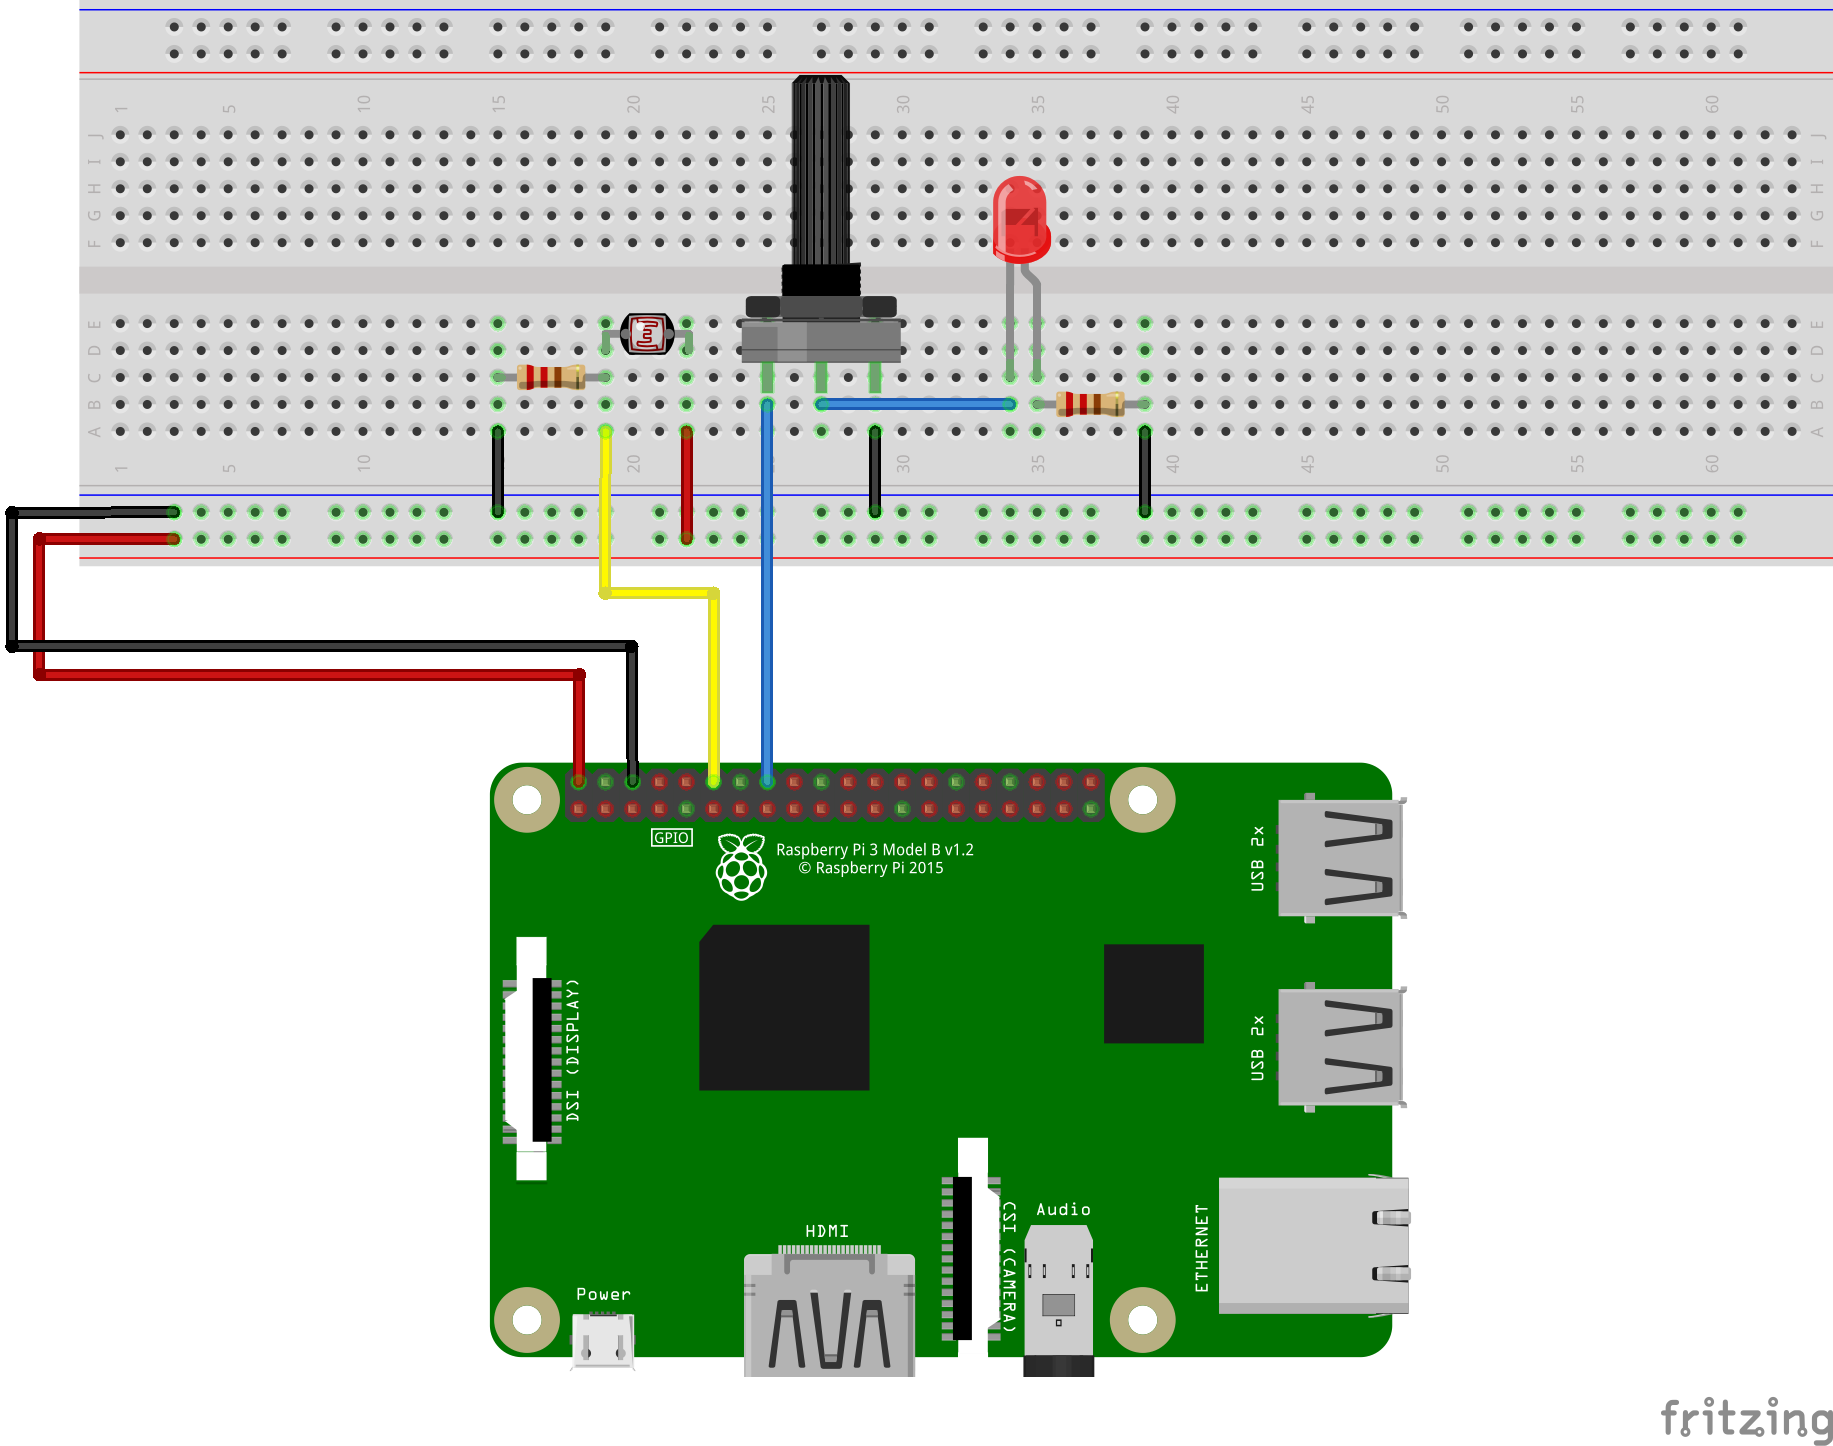 1 5 10 15 20 25 30 35 40 45 50 55 60
J J
I I
H H
G G
F F
E E
D D
C C
B B
A A
1 5 10 15 20 30 35 40 45 50 55 60
GPIO
Raspberry Pi 3 Model B v1.2
© Raspberry Pi 2015
USB 2x
DSI (DISPLAY)
USB 2x
CSI (CAMERA)
Audio
ETHERNET
HDMI
Power
fritzing